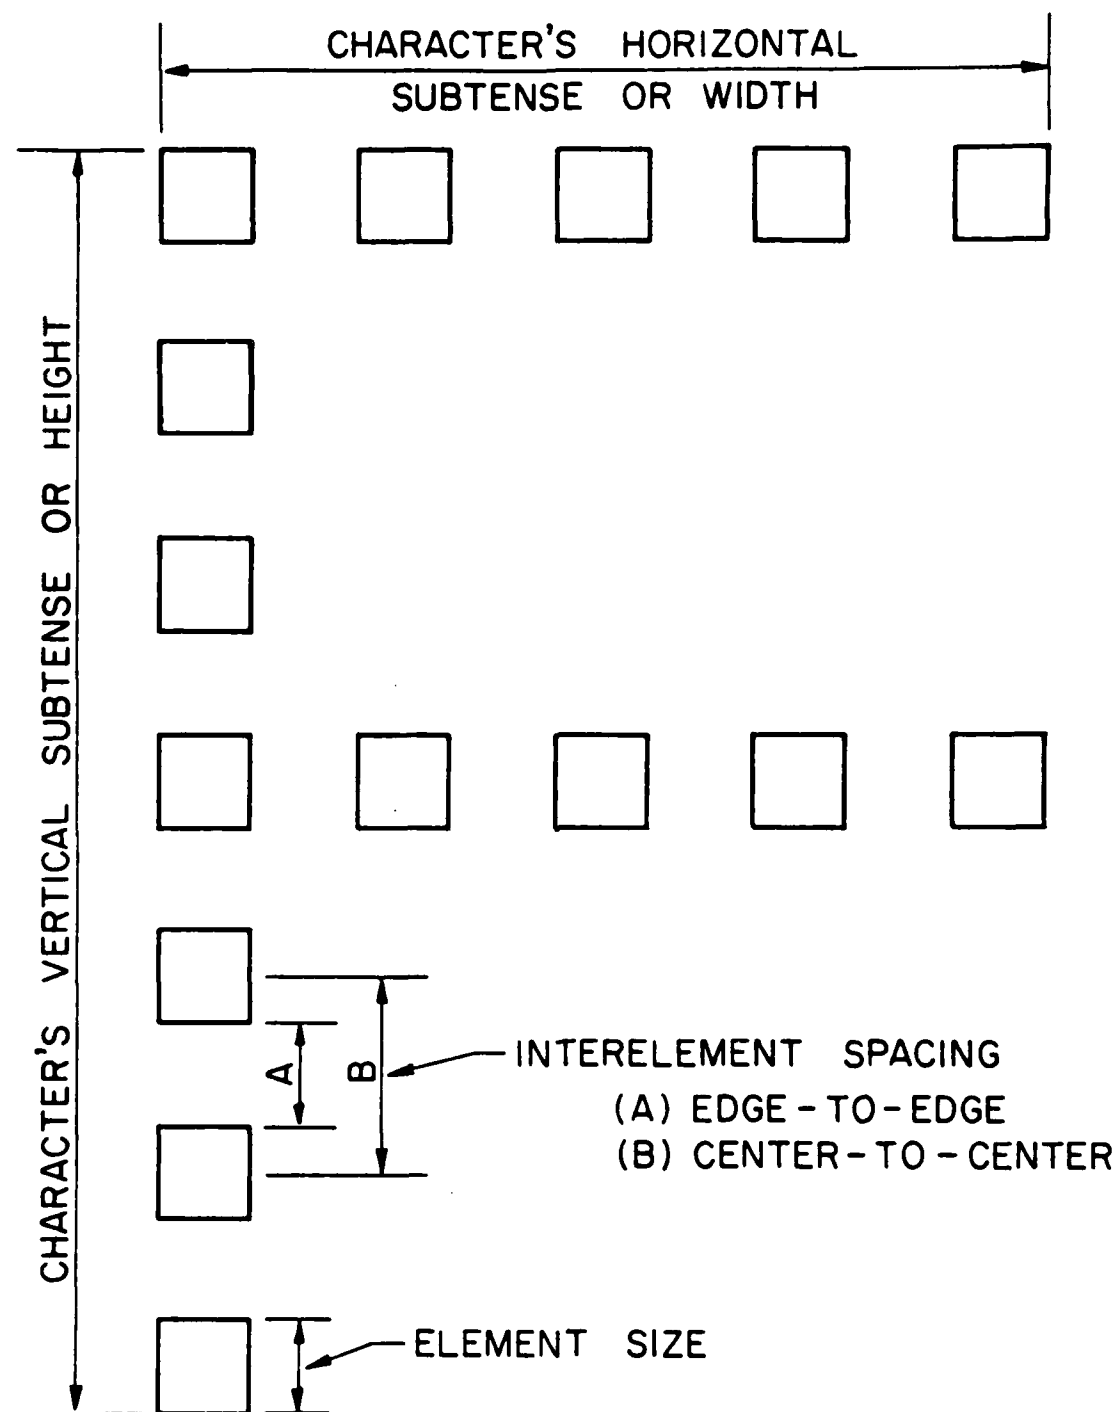 CHARACTER'S HORIZONTAL
SUBTENSE OR WIDTH
CHARACTER'S VERTICAL SUBTENSE OR HEIGHT
A
B
INTERELEMENT SPACING
(A) EDGE-TO-EDGE
(B) CENTER-TO-CENTER
ELEMENT SIZE